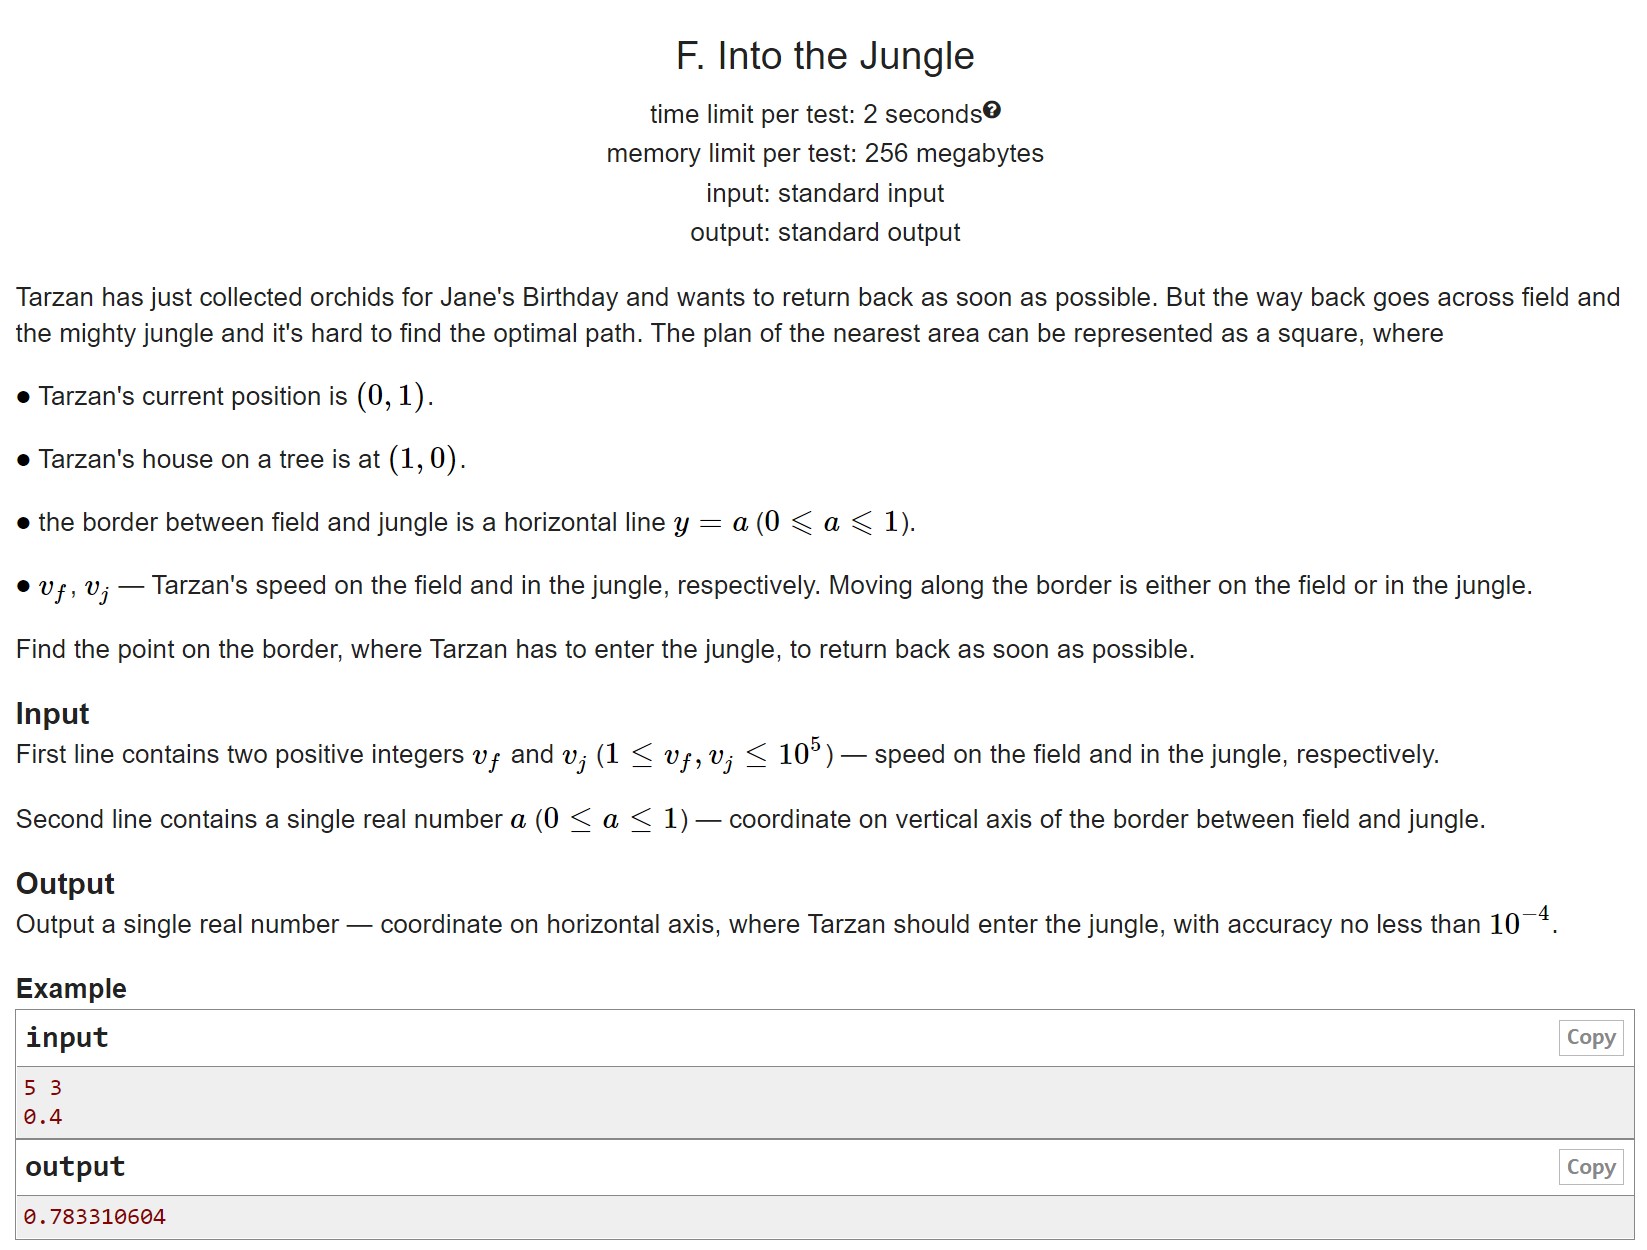 F. Into the Jungle
time limit per test: 2 seconds?
memory limit per test: 256 megabytes
input: standard input
output: standard output
Tarzan has just collected orchids for Jane's Birthday and wants to return back as soon as possible. But the way back goes across field and
the mighty jungle and it's hard to find the optimal path. The plan of the nearest area can be represented as a square, where
● Tarzan's current position is (0, 1).
● Tarzan's house on a tree is at (1, 0).
● the border between field and jungle is a horizontal line y = a (0 ⩽ a ⩽ 1).
● v_f, v_j — Tarzan's speed on the field and in the jungle, respectively. Moving along the border is either on the field or in the jungle.
Find the point on the border, where Tarzan has to enter the jungle, to return back as soon as possible.
Input
First line contains two positive integers v_f and v_j (1 ≤ v_f, v_j ≤ 10^5) — speed on the field and in the jungle, respectively.
Second line contains a single real number a (0 ≤ a ≤ 1) — coordinate on vertical axis of the border between field and jungle.
Output
Output a single real number — coordinate on horizontal axis, where Tarzan should enter the jungle, with accuracy no less than 10^−4.
Example
input
Copy
5 3
0.4
output
Copy
0.783310604